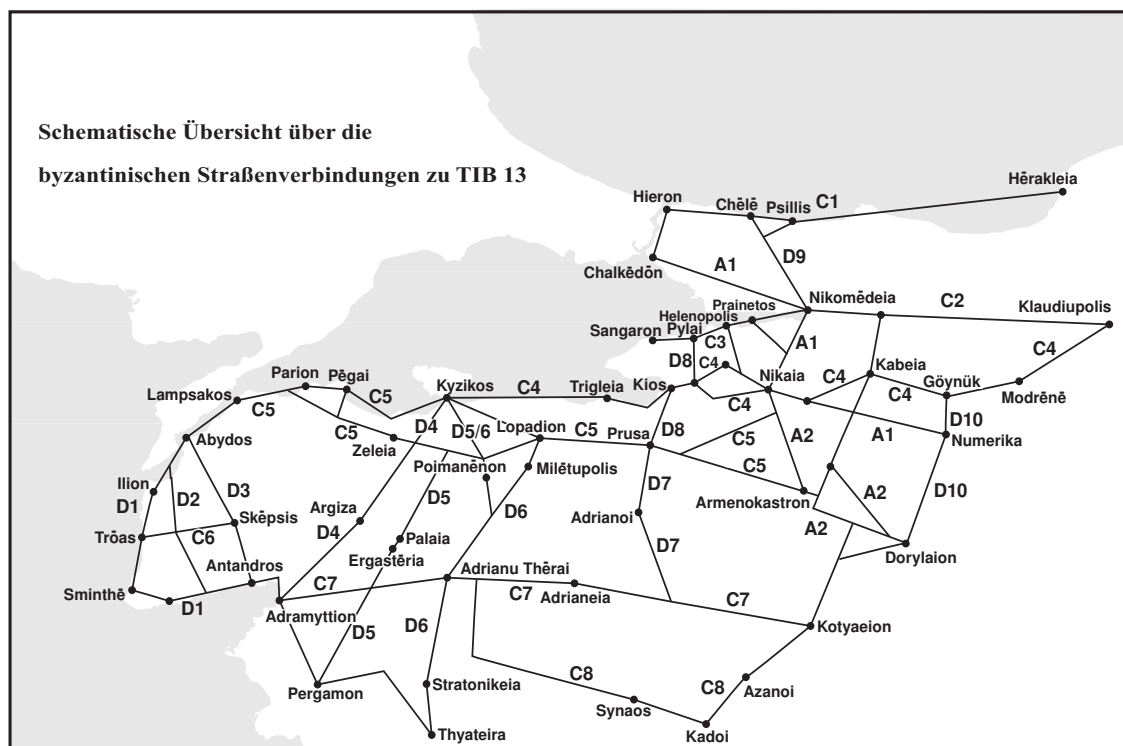 Schematische Übersicht über die
byzantinischen Straßenverbindungen zu TIB 13
Hērakleia
Hieron
Chēlē
Psillis
C1
Chalkēdōn
A1
D9
Prainetos
Nikomēdeia
C2
Klaudiupolis
Helenopolis
Sangaron
Pylai
C3
A1
D8
C4
C4
Kabeia
Parion
Pēgai
Kyzikos
C4
Trigleia
Kios
Nikaia
C4
C4
Göynük
Modrēnē
Lampsakos
C5
C5
C4
D10
C5
D4
D5/6
Lopadion
C5
Prusa
D8
C5
A2
A1
Numerika
Abydos
Zeleia
Poimanēnon
Milētupolis
C5
Ilion
D1
D2
D3
D5
D7
Armenokastron
A2
D10
Argiza
D6
Adrianoi
A2
Trōas
C6
Skēpsis
D4
Palaia
Ergastēria
D7
Dorylaion
Antandros
Adrianu Thērai
Sminthē
D1
C7
C7
Adrianeia
C7
Adramyttion
D5
D6
Kotyaeion
Pergamon
Stratonikeia
C8
C8
Azanoi
Synaos
Kadoi
Thyateira